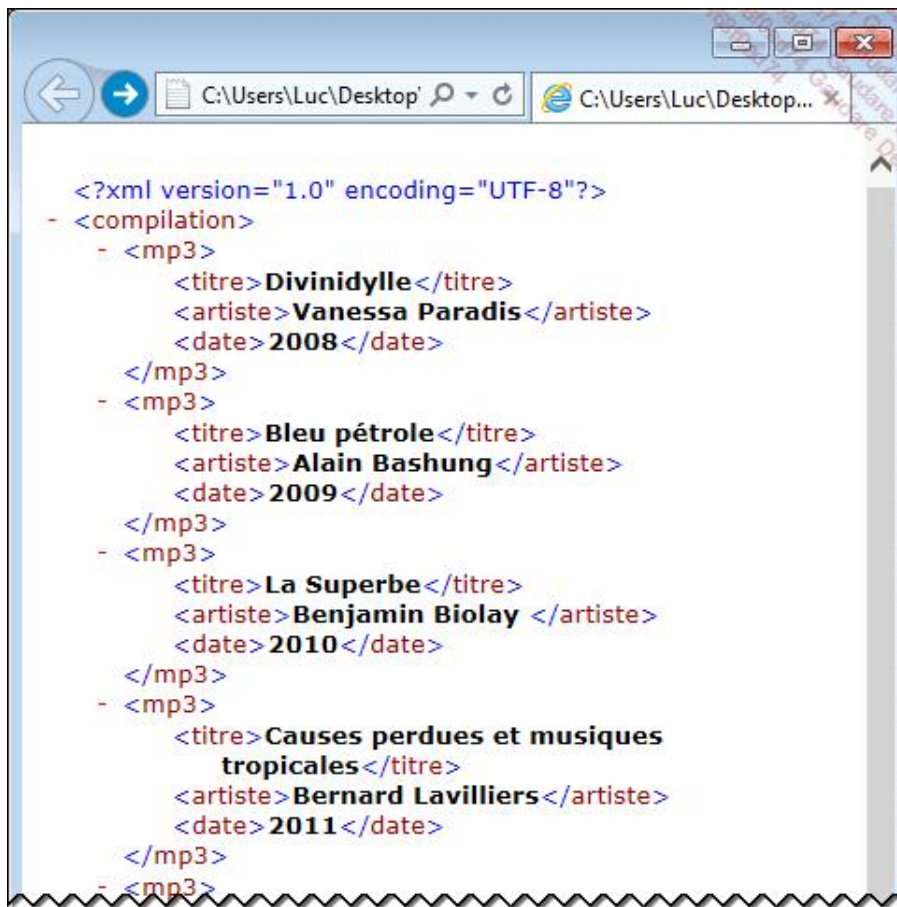 C:\Users\Luc\Desktop' C:\Users\Luc\Desktop...
<?xml version="1.0" encoding="UTF-8"?>
- <compilation>
- <mp3>
<titre>Divinidylle</titre>
<artiste>Vanessa Paradis</artiste>
<date>2008</date>
</mp3>
- <mp3>
<titre>Bleu pétrole</titre>
<artiste>Alain Bashung</artiste>
<date>2009</date>
</mp3>
- <mp3>
<titre>La Superbe</titre>
<artiste>Benjamin Biolay </artiste>
<date>2010</date>
</mp3>
- <mp3>
<titre>Causes perdues et musiques
tropicales</titre>
<artiste>Bernard Lavilliers</artiste>
<date>2011</date>
</mp3>
- <mp3>